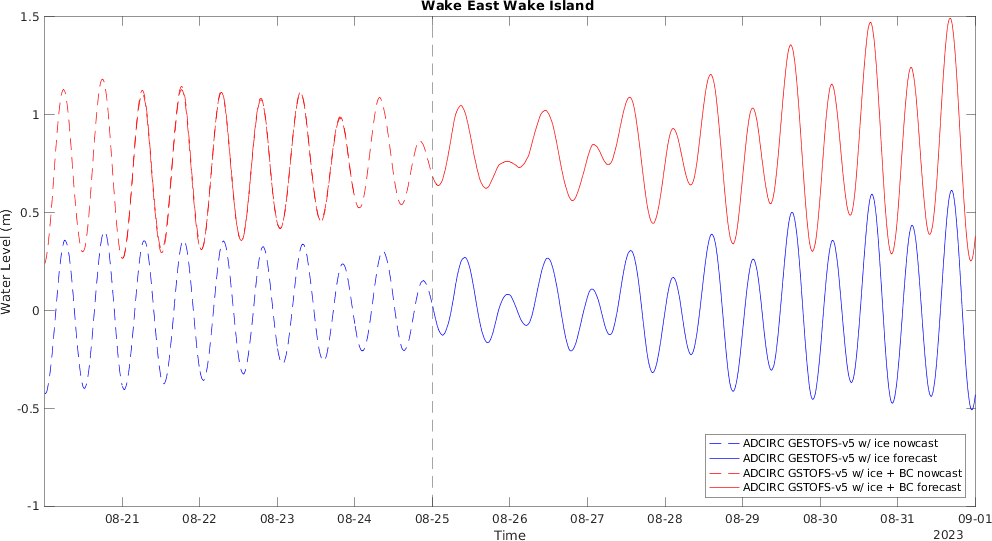 Wake East Wake Island
Water Level (m)
1.5
1
0.5
0
-0.5
-1
ADCIRC GESTOFS-v5 w/ ice nowcast
ADCIRC GESTOFS-v5 w/ ice forecast
ADCIRC GSTOFS-v5 w/ ice + BC nowcast
ADCIRC GSTOFS-v5 w/ ice + BC forecast
08-21 08-22 08-23 08-24 08-25 08-26 08-27 08-28 08-29 08-30 08-31 09-01
Time
2023